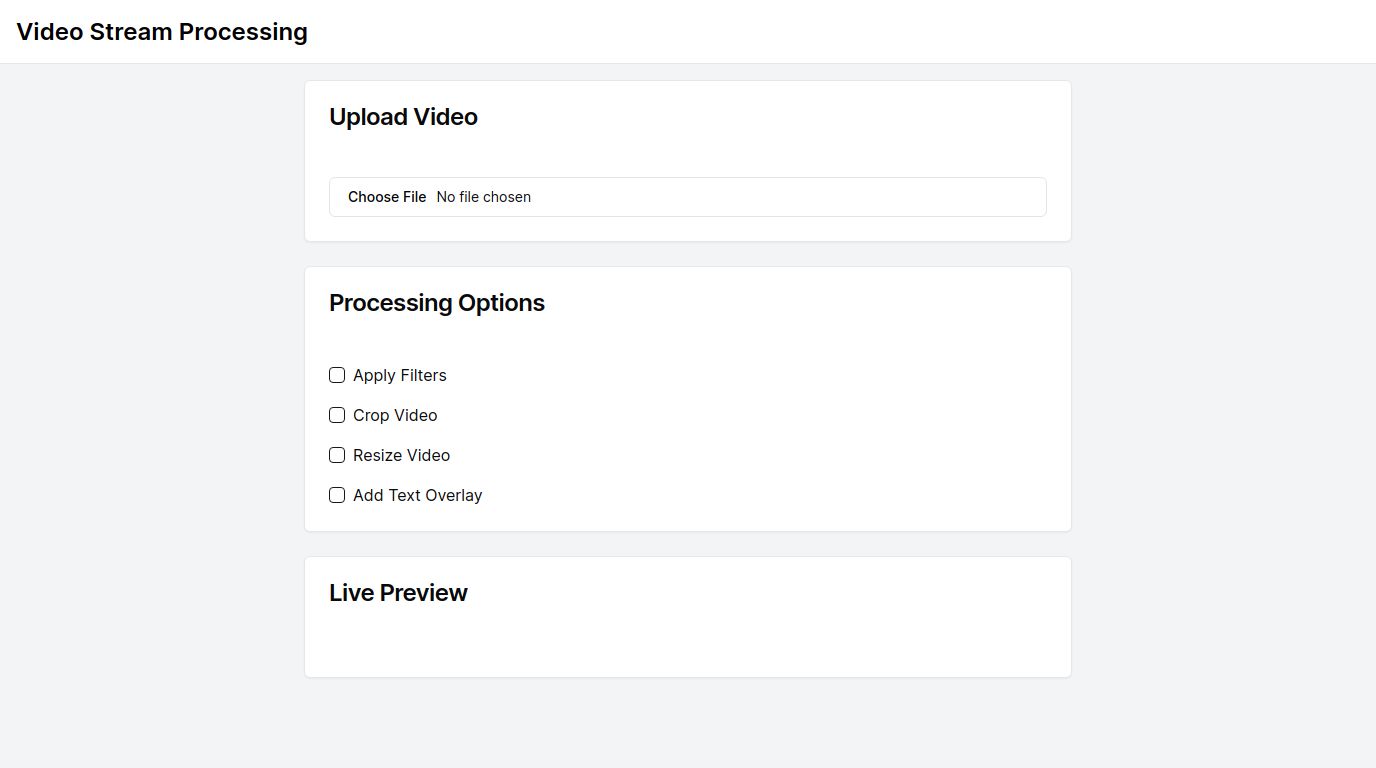 Video Stream Processing
Upload Video
Choose File No file chosen
Processing Options
Apply Filters
Crop Video
Resize Video
Add Text Overlay
Live Preview